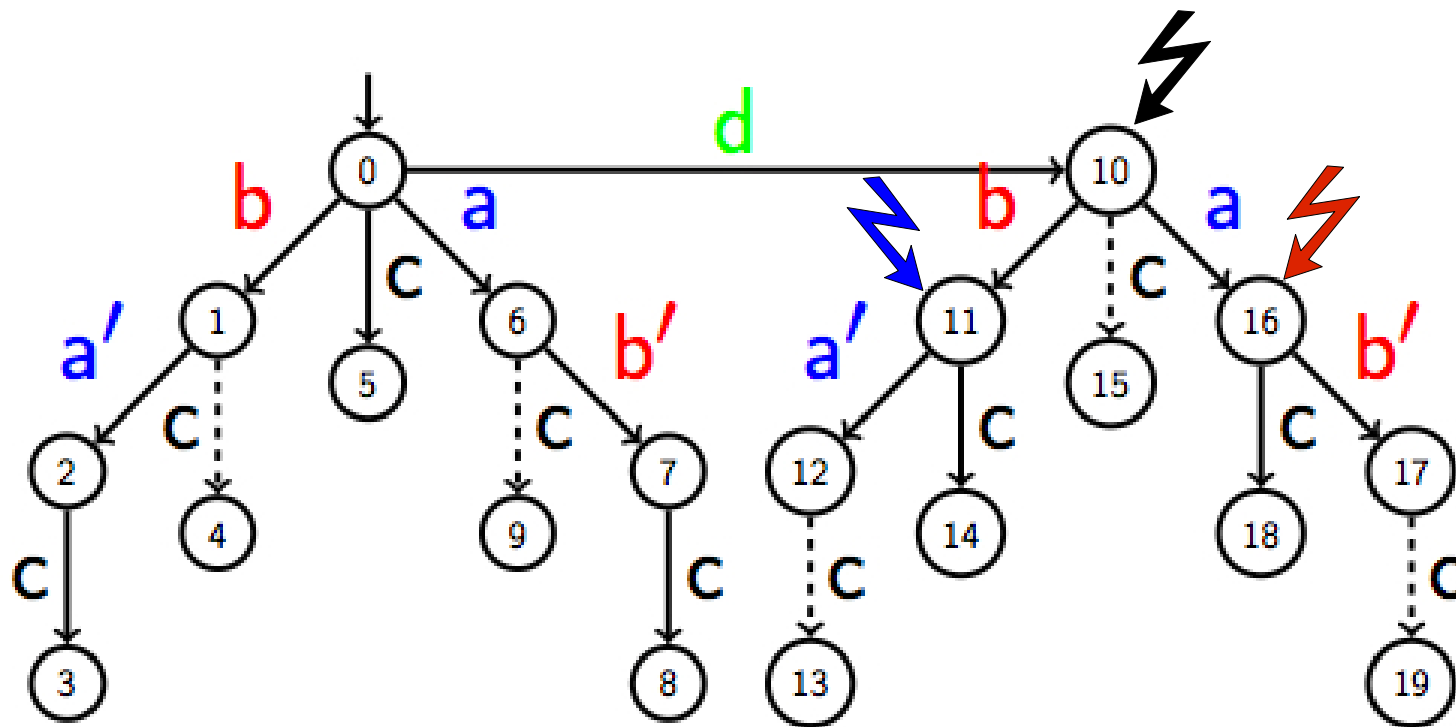 d
0 10
b a b a
c c
1 6 11 16
a′ b′ a′ b′
5 15
c c c c
2 7 12 17
4 9 14 18
c c c c
3 8 13 19